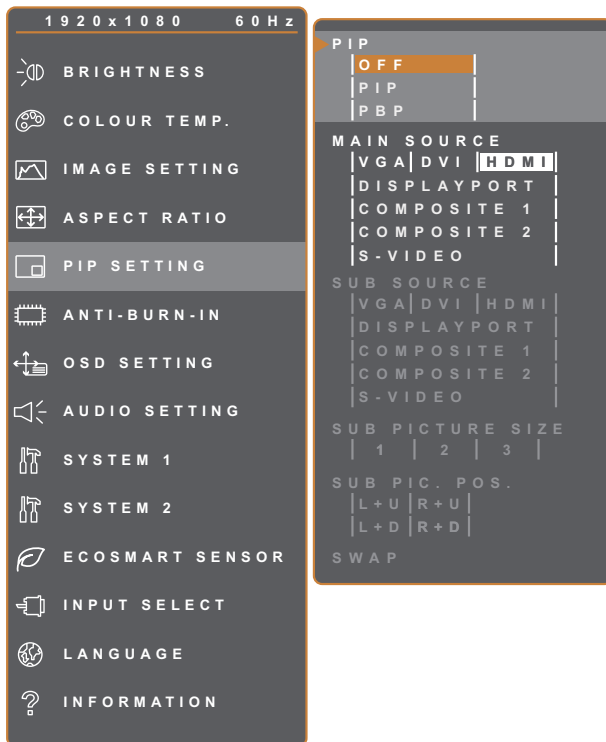 1920x1080 60Hz
BRIGHTNESS
COLOUR TEMP.
IMAGE SETTING
ASPECT RATIO
PIP SETTING
ANTI-BURN-IN
OSD SETTING
AUDIO SETTING
SYSTEM 1
SYSTEM 2
ECOSMART SENSOR
INPUT SELECT
LANGUAGE
INFORMATION
PIP
OFF
PIP
PBP
MAIN SOURCE
VGA DVI HDMI
DISPLAYPORT
COMPOSITE 1
COMPOSITE 2
S-VIDEO
SUB SOURCE
VGA DVI HDMI
DISPLAYPORT
COMPOSITE 1
COMPOSITE 2
S-VIDEO
SUB PICTURE SIZE
1 2 3
SUB PIC. POS.
L+U R+U
L+D R+D
SWAP